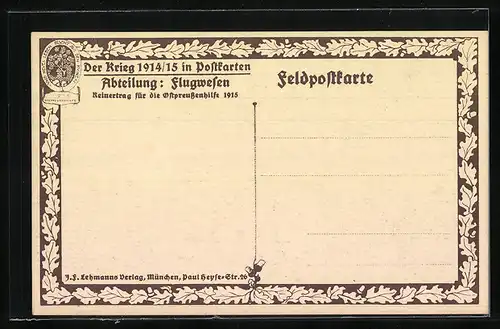 Der Krieg 1914/15 in Postkarten
Abteilung: Flugwesen
Reinertrag für die Ostpreußenhilfe 1915
Feldpostkarte
J.F. Lehmanns Verlag, München, Paul Heyse-Str. 26